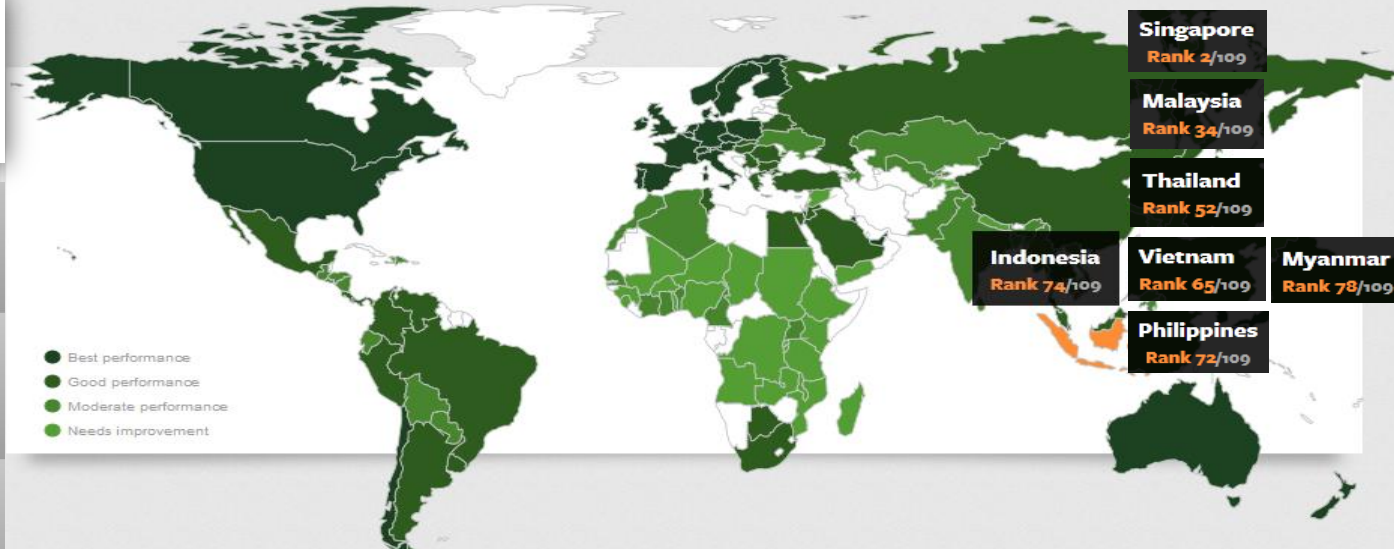 Singapore
Rank 2/109
Malaysia
Rank 34/109
Thailand
Rank 52/109
Indonesia
Rank 74/109
Vietnam
Rank 65/109
Myanmar
Rank 78/109
Philippines
Rank 72/109
Best performance
Good performance
Moderate performance
Needs improvement